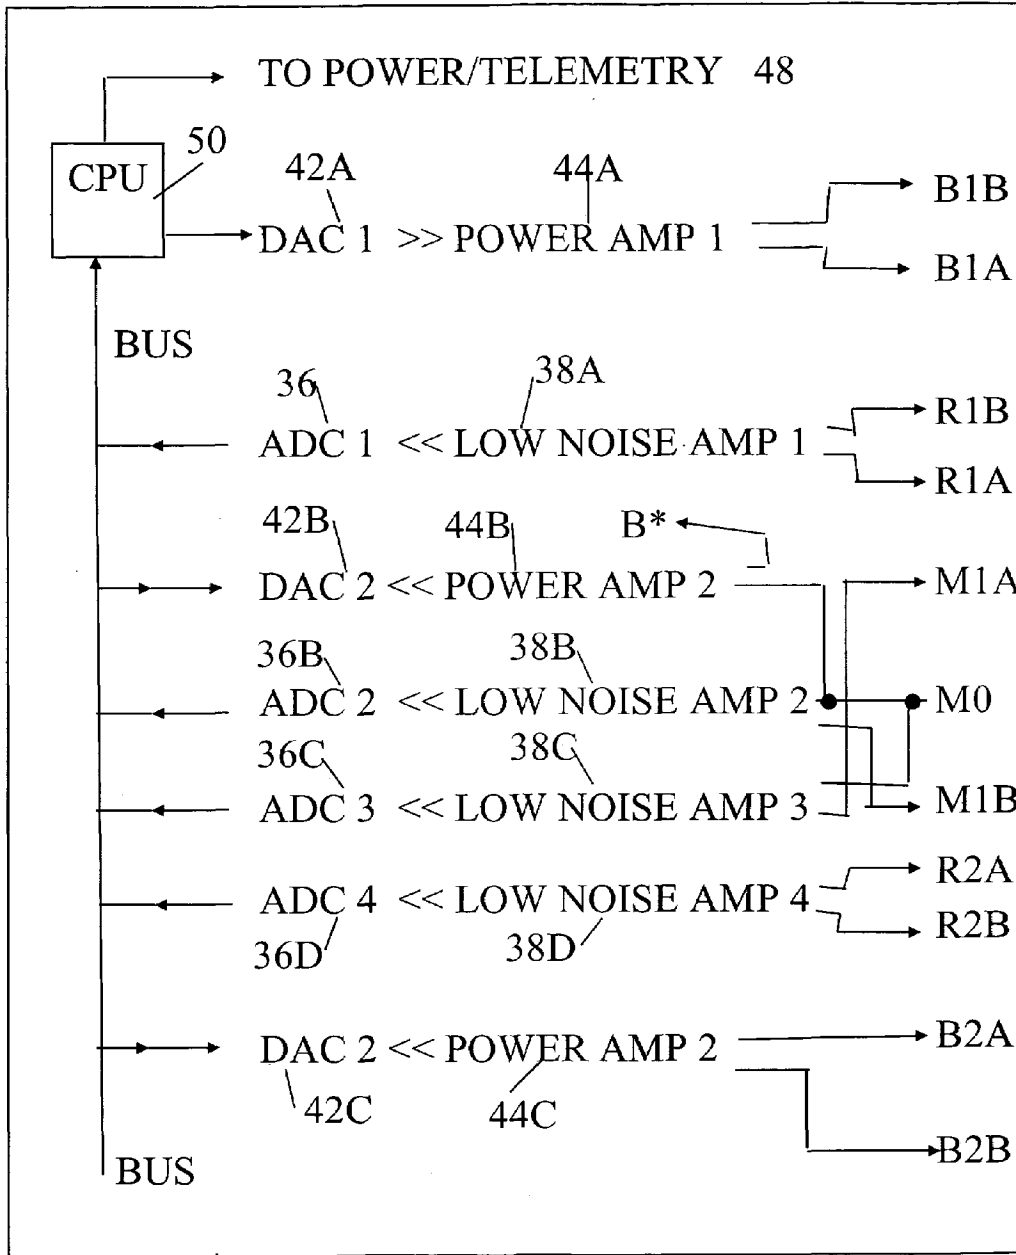 TO POWER/TELEMETRY 48
50
CPU
42A
44A
B1B
DAC 1 >> POWER AMP 1
B1A
BUS
36
38A
R1B
ADC 1 << LOW NOISE AMP 1
R1A
42B
44B
B*
DAC 2 << POWER AMP 2
M1A
36B
38B
ADC 2 << LOW NOISE AMP 2
M0
36C
38C
ADC 3 << LOW NOISE AMP 3
M1B
R2A
ADC 4 << LOW NOISE AMP 4
R2B
36D
38D
DAC 2 << POWER AMP 2
B2A
42C
44C
B2B
BUS